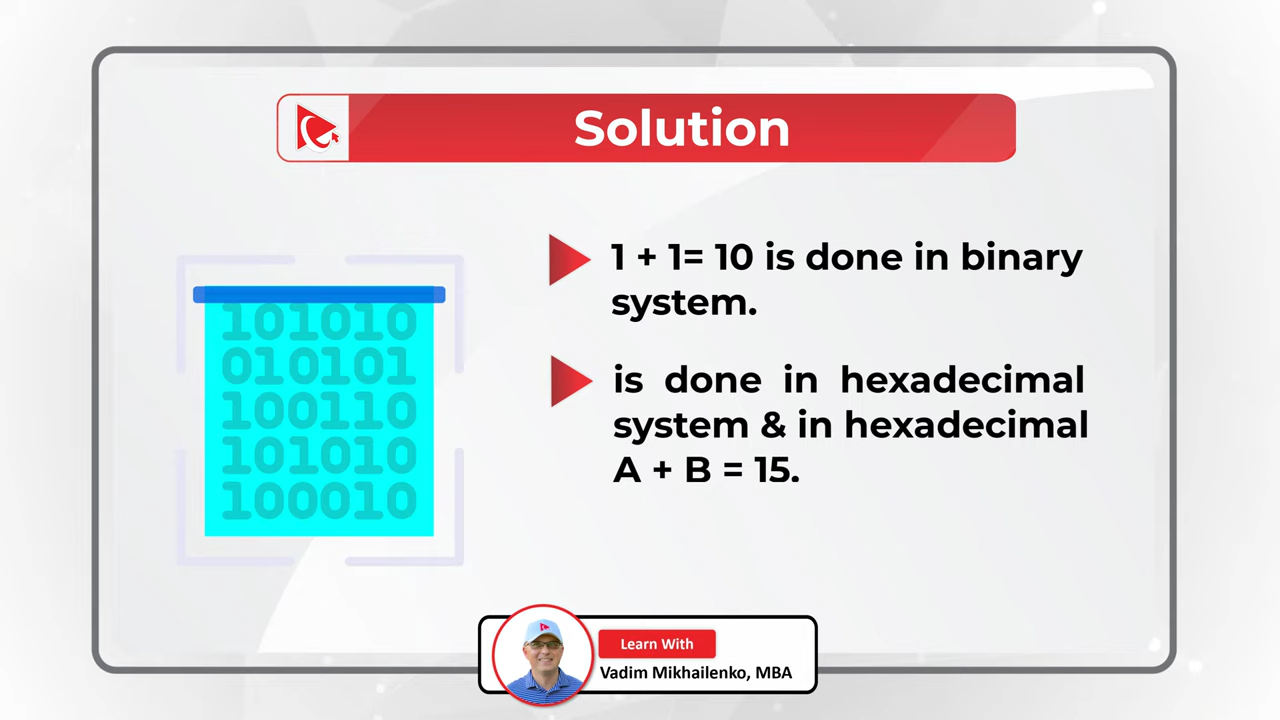 Solution
1 + 1= 10 is done in binary
system.
is done in hexadecimal
system & in hexadecimal
A + B = 15.
101010
010101
100110
101010
100010
Learn With
Vadim Mikhailenko, MBA